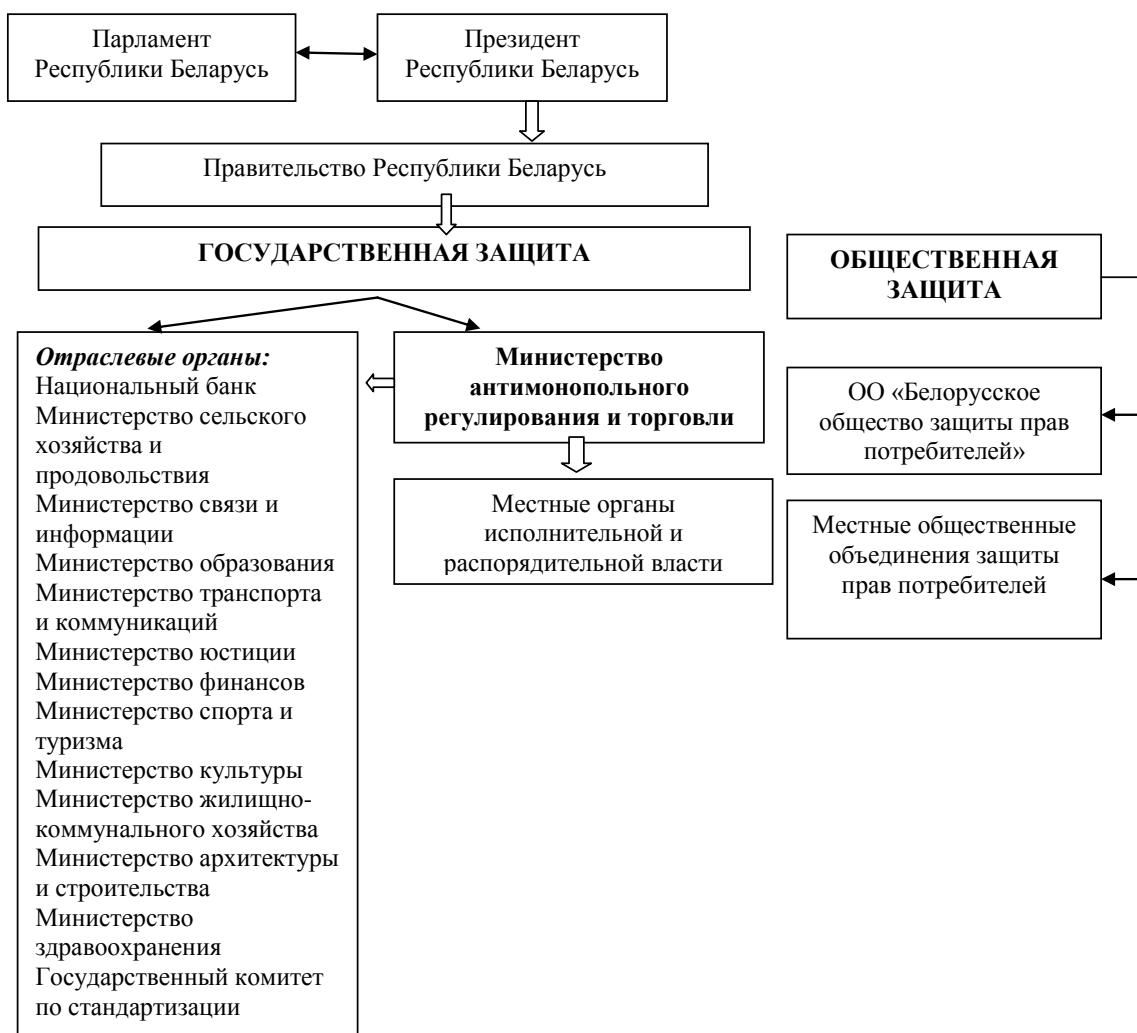 Парламент
Республики Беларусь
Президент
Республики Беларусь
Правительство Республики Беларусь
ГОСУДАРСТВЕННАЯ ЗАЩИТА
ОБЩЕСТВЕННАЯ
ЗАЩИТА
Отраслевые органы:
Национальный банк
Министерство сельского
хозяйства и
продовольствия
Министерство связи и
информации
Министерство образования
Министерство транспорта
и коммуникаций
Министерство юстиции
Министерство финансов
Министерство спорта и
туризма
Министерство культуры
Министерство жилищно-
коммунального хозяйства
Министерство архитектуры
и строительства
Министерство
здравоохранения
Государственный комитет
по стандартизации
Министерство
антимонопольного
регулирования и торговли
Местные органы
исполнительной и
распорядительной власти
ОО «Белорусское
общество защиты прав
потребителей»
Местные общественные
объединения защиты
прав потребителей